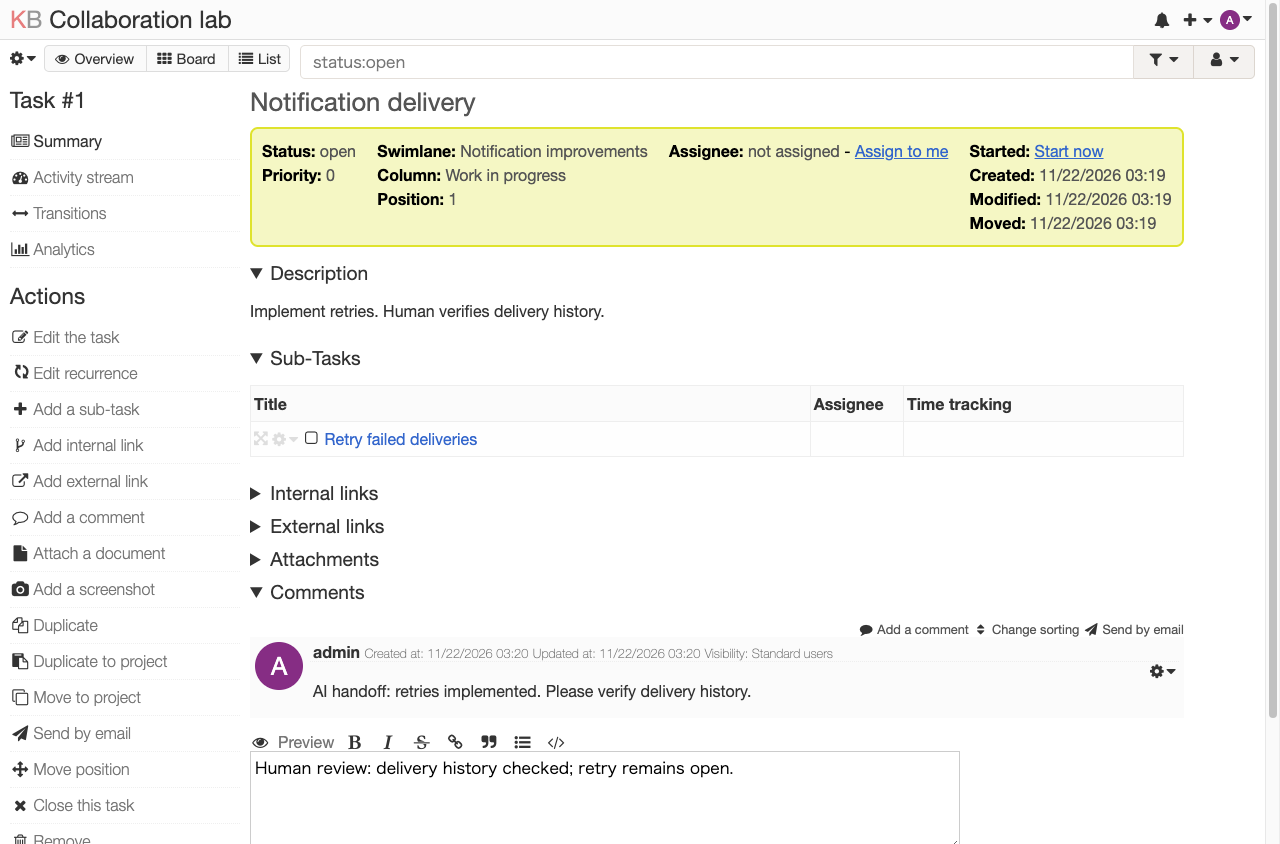 KB Collaboration lab
A
Overview
Board
List
status:open
Task #1
Summary
Activity stream
Transitions
Analytics
Actions
Edit the task
Edit recurrence
Add a sub-task
Add internal link
Add external link
Add a comment
Attach a document
Add a screenshot
Duplicate
Duplicate to project
Move to project
Send by email
Move position
Close this task
Remove
Notification delivery
Status: open
Priority: 0
Swimlane: Notification improvements
Column: Work in progress
Position: 1
Assignee: not assigned - Assign to me
Started: Start now
Created: 11/22/2026 03:19
Modified: 11/22/2026 03:19
Moved: 11/22/2026 03:19
Description
Implement retries. Human verifies delivery history.
Sub-Tasks
Title Assignee Time tracking
Retry failed deliveries
Internal links
External links
Attachments
Comments
Add a comment Change sorting Send by email
A
admin Created at: 11/22/2026 03:20 Updated at: 11/22/2026 03:20 Visibility: Standard users
AI handoff: retries implemented. Please verify delivery history.
Preview B I S
Human review: delivery history checked; retry remains open.